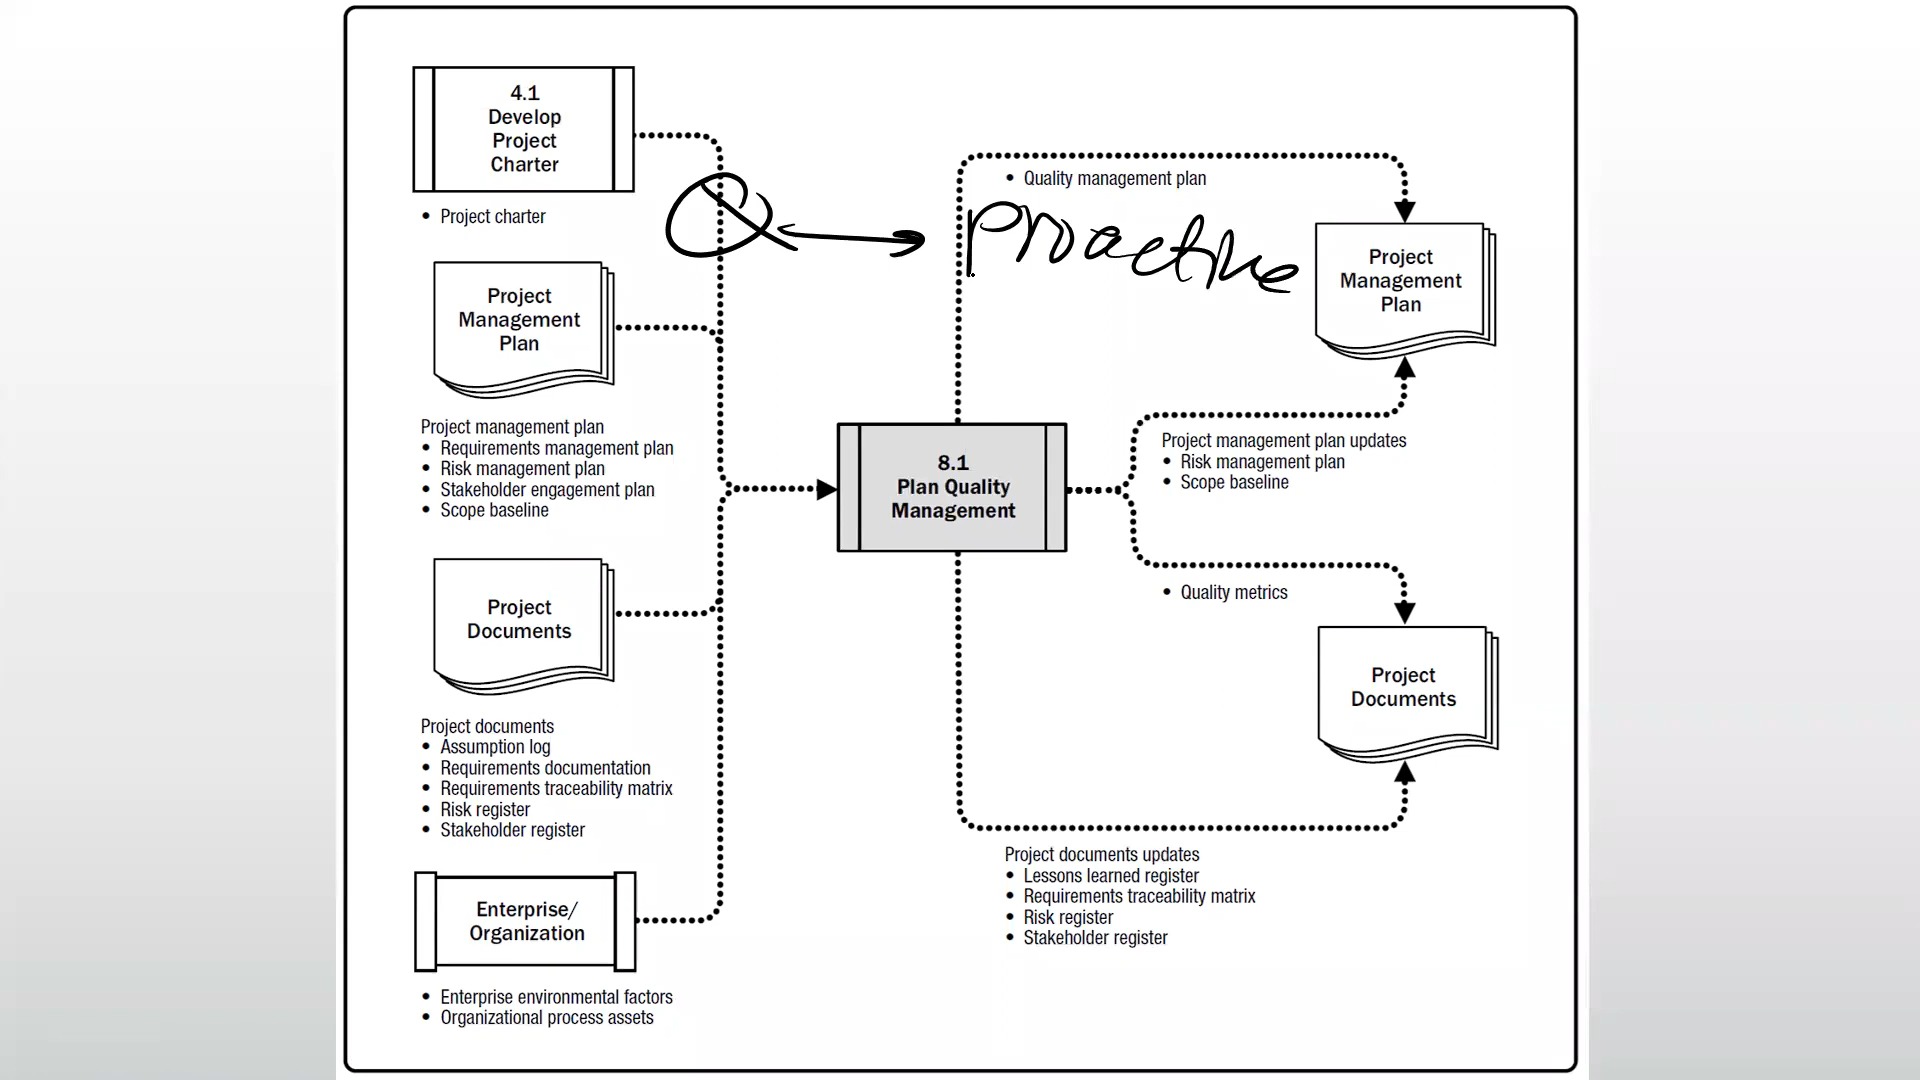 4.1
Develop
Project
Charter
• Project charter
Q
Proactive
Project
Management
Plan
Project management plan
• Requirements management plan
• Risk management plan
• Stakeholder engagement plan
• Scope baseline
Project
Documents
Project documents
• Assumption log
• Requirements documentation
• Requirements traceability matrix
• Risk register
• Stakeholder register
Enterprise/
Organization
• Enterprise environmental factors
• Organizational process assets
8.1
Plan Quality
Management
• Quality management plan
Project
Management
Plan
Project management plan updates
• Risk management plan
• Scope baseline
• Quality metrics
Project
Documents
Project documents updates
• Lessons learned register
• Requirements traceability matrix
• Risk register
• Stakeholder register